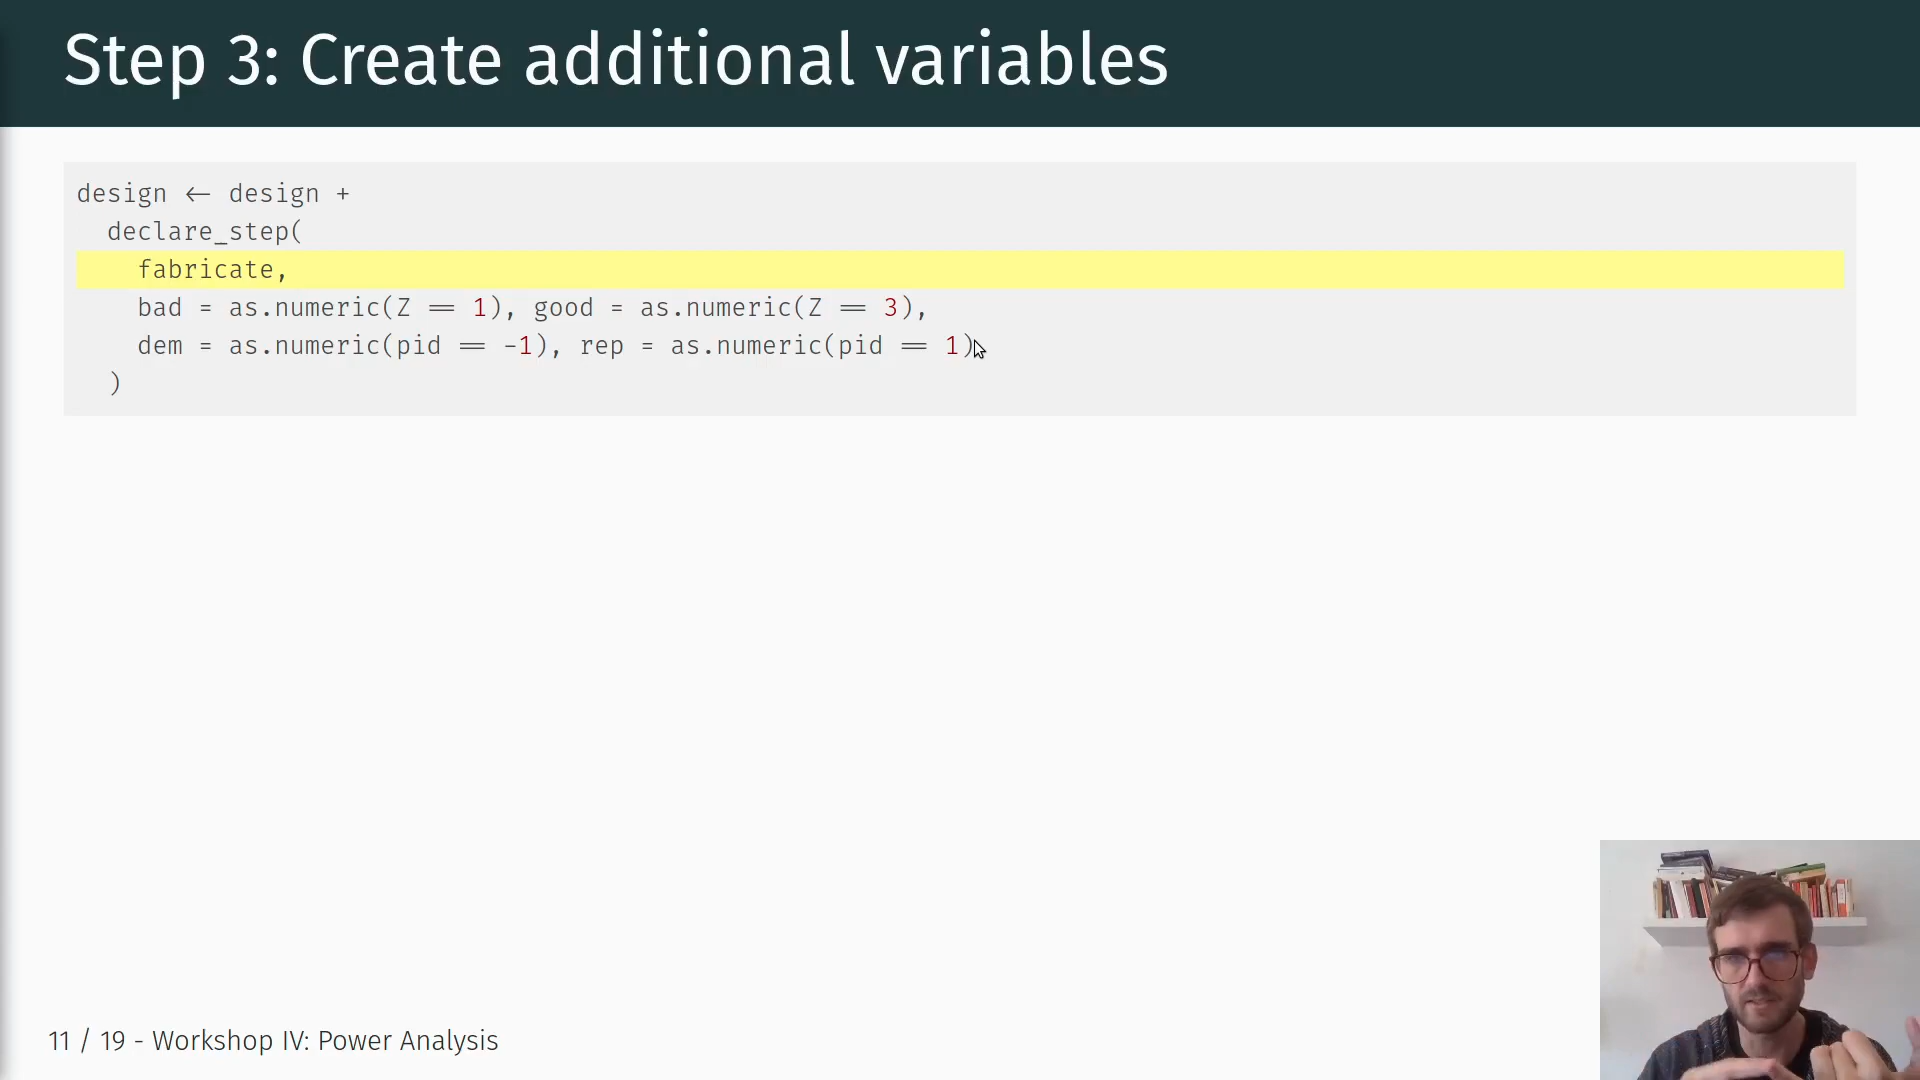 Step 3: Create additional variables
design <- design +
declare_step(
fabricate,
bad = as.numeric(Z == 1), good = as.numeric(Z == 3),
dem = as.numeric(pid == -1), rep = as.numeric(pid == 1)
)
11 / 19 - Workshop IV: Power Analysis